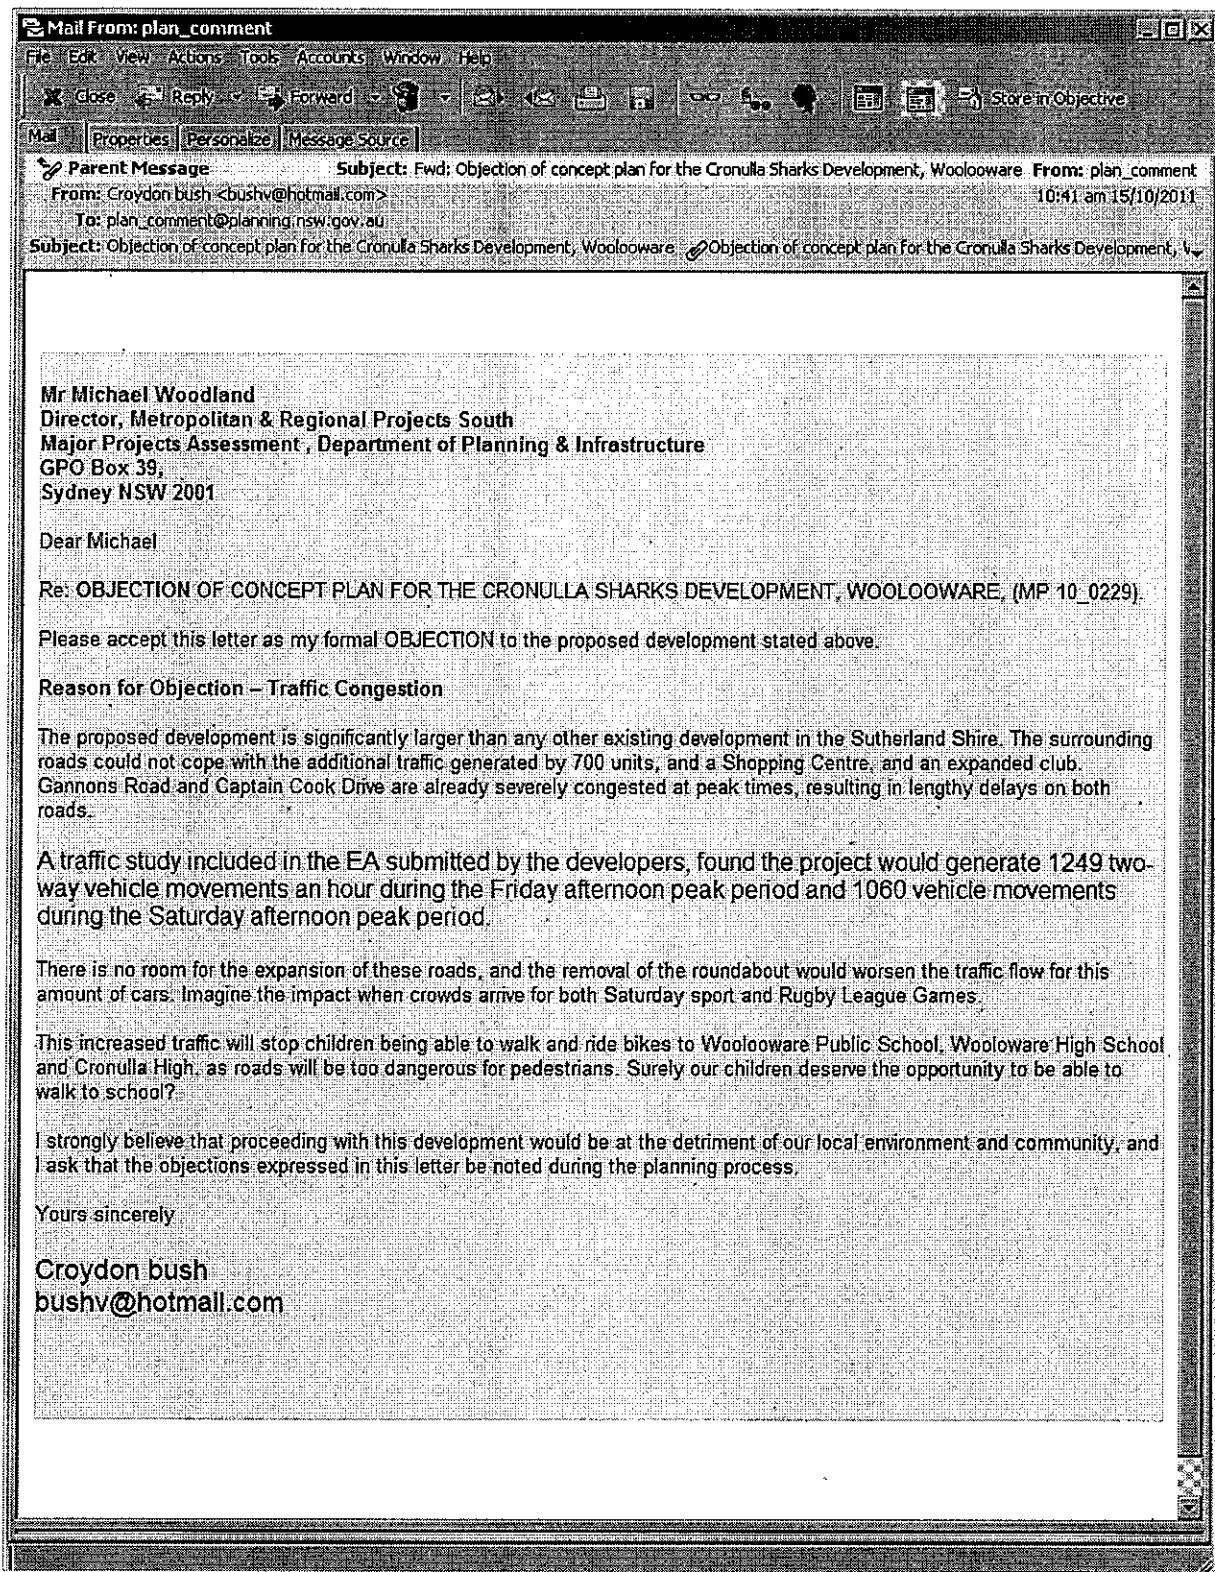 Mail From: plan_comment
File Edit View Actions Tools Accounts Window Help
Close Reply Forward Store in Objective
Mail Properties Personalize Message Source
Parent Message Subject: Fwd: Objection of concept plan for the Cronulla Sharks Development, Woolooware From: plan_comment
From: Croydon bush <bushv@hotmail.com> 10:41 am 15/10/2011
To: plan_comment@planning.nsw.gov.au
Subject: Objection of concept plan for the Cronulla Sharks Development, Woolooware Objection of concept plan for the Cronulla Sharks Development, W
Mr Michael Woodland
Director, Metropolitan & Regional Projects South
Major Projects Assessment , Department of Planning & Infrastructure
GPO Box 39,
Sydney NSW 2001
Dear Michael
Re: OBJECTION OF CONCEPT PLAN FOR THE CRONULLA SHARKS DEVELOPMENT, WOOLOOWARE, (MP 10_0229).
Please accept this letter as my formal OBJECTION to the proposed development stated above.
Reason for Objection – Traffic Congestion
The proposed development is significantly larger than any other existing development in the Sutherland Shire. The surrounding
roads could not cope with the additional traffic generated by 700 units, and a Shopping Centre, and an expanded club.
Gannons Road and Captain Cook Drive are already severely congested at peak times, resulting in lengthy delays on both
roads.
A traffic study included in the EA submitted by the developers, found the project would generate 1249 two-
way vehicle movements an hour during the Friday afternoon peak period and 1060 vehicle movements
during the Saturday afternoon peak period.
There is no room for the expansion of these roads, and the removal of the roundabout would worsen the traffic flow for this
amount of cars. Imagine the impact when crowds arrive for both Saturday sport and Rugby League Games.
This increased traffic will stop children being able to walk and ride bikes to Woolooware Public School, Wooloware High School
and Cronulla High, as roads will be too dangerous for pedestrians. Surely our children deserve the opportunity to be able to
walk to school?
I strongly believe that proceeding with this development would be at the detriment of our local environment and community, and
I ask that the objections expressed in this letter be noted during the planning process.
Yours sincerely
Croydon bush
bushv@hotmail.com